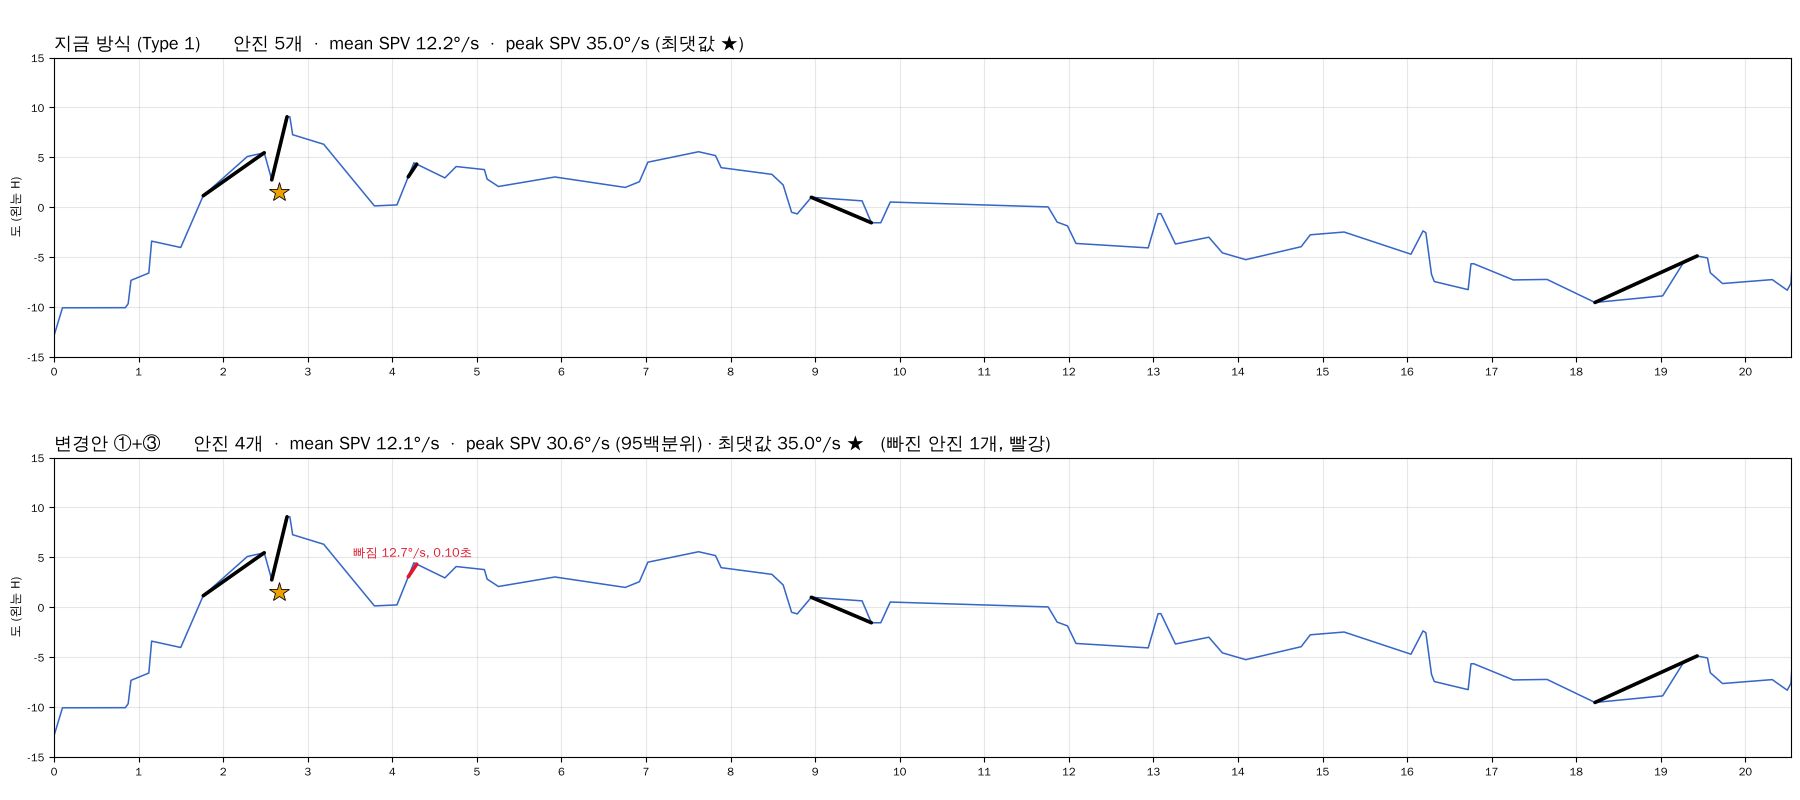 지금 방식 (Type 1) 안진 5개 · mean SPV 12.2°/s · peak SPV 35.0°/s (최댓값 ★)
15
10
5
0
-5
-10
-15
도 (왼눈 H)
0 1 2 3 4 5 6 7 8 9 10 11 12 13 14 15 16 17 18 19 20
변경안 ①+③ 안진 4개 · mean SPV 12.1°/s · peak SPV 30.6°/s (95백분위) · 최댓값 35.0°/s ★ (빠진 안진 1개, 빨강)
15
10
5
0
-5
-10
-15
도 (왼눈 H)
빠짐 12.7°/s, 0.10초
0 1 2 3 4 5 6 7 8 9 10 11 12 13 14 15 16 17 18 19 20